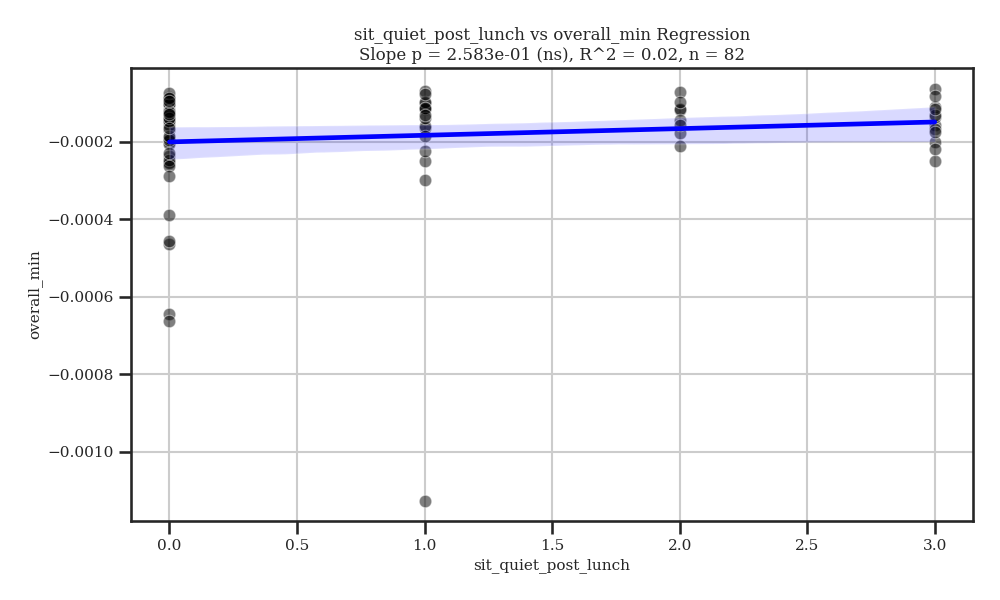 sit_quiet_post_lunch vs overall_min Regression
Slope p = 2.583e-01 (ns), R^2 = 0.02, n = 82
overall_min
−0.0002
−0.0004
−0.0006
−0.0008
−0.0010
0.0 0.5 1.0 1.5 2.0 2.5 3.0
sit_quiet_post_lunch